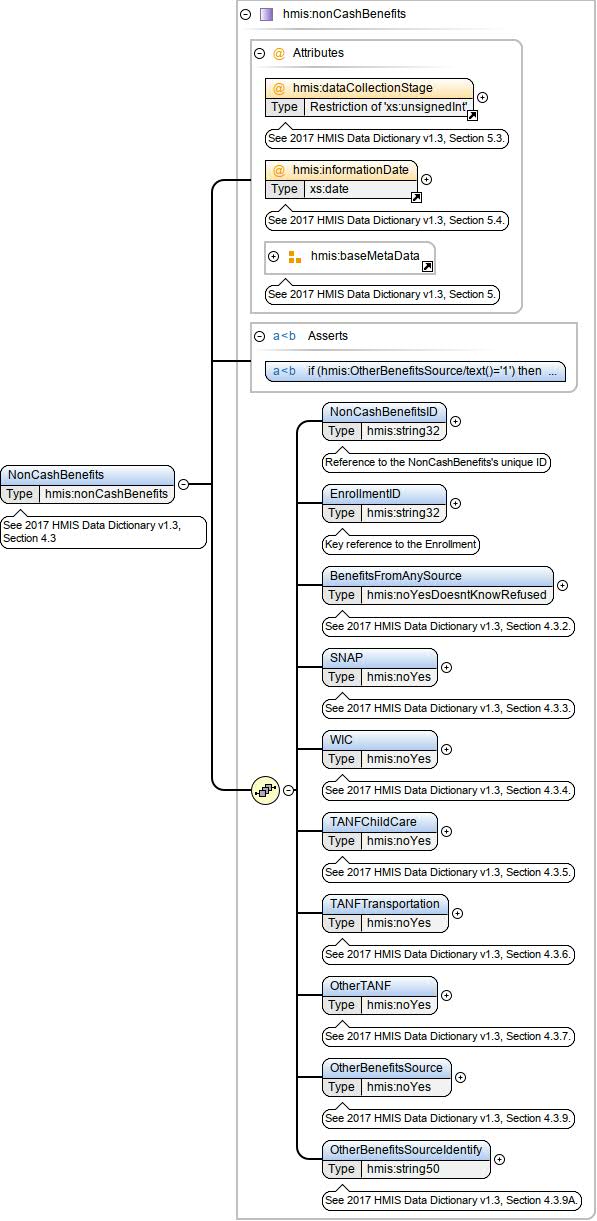 hmis:nonCashBenefits
@ Attributes
@ hmis:dataCollectionStage
Type Restriction of 'xs:unsignedInt'
See 2017 HMIS Data Dictionary v1.3, Section 5.3.
@ hmis:informationDate
Type xs:date
See 2017 HMIS Data Dictionary v1.3, Section 5.4.
hmis:baseMetaData
See 2017 HMIS Data Dictionary v1.3, Section 5.
a<b Asserts
a<b if (hmis:OtherBenefitsSource/text()='1') then ...
NonCashBenefits
Type hmis:nonCashBenefits
See 2017 HMIS Data Dictionary v1.3,
Section 4.3
NonCashBenefitsID
Type hmis:string32
Reference to the NonCashBenefits's unique ID
EnrollmentID
Type hmis:string32
Key reference to the Enrollment
BenefitsFromAnySource
Type hmis:noYesDoesntKnowRefused
See 2017 HMIS Data Dictionary v1.3, Section 4.3.2.
SNAP
Type hmis:noYes
See 2017 HMIS Data Dictionary v1.3, Section 4.3.3.
WIC
Type hmis:noYes
See 2017 HMIS Data Dictionary v1.3, Section 4.3.4.
TANFChildCare
Type hmis:noYes
See 2017 HMIS Data Dictionary v1.3, Section 4.3.5.
TANFTransportation
Type hmis:noYes
See 2017 HMIS Data Dictionary v1.3, Section 4.3.6.
OtherTANF
Type hmis:noYes
See 2017 HMIS Data Dictionary v1.3, Section 4.3.7.
OtherBenefitsSource
Type hmis:noYes
See 2017 HMIS Data Dictionary v1.3, Section 4.3.9.
OtherBenefitsSourceIdentify
Type hmis:string50
See 2017 HMIS Data Dictionary v1.3, Section 4.3.9A.